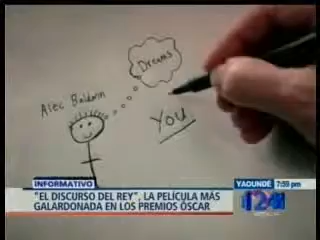 Dreams
Alec Baldwin
You
INFORMATIVO
YAOUNDE 7:59 pm
"EL DISCURSO DEL REY", LA PELÍCULA MÁS
GALARDONADA EN LOS PREMIOS ÓSCAR
24